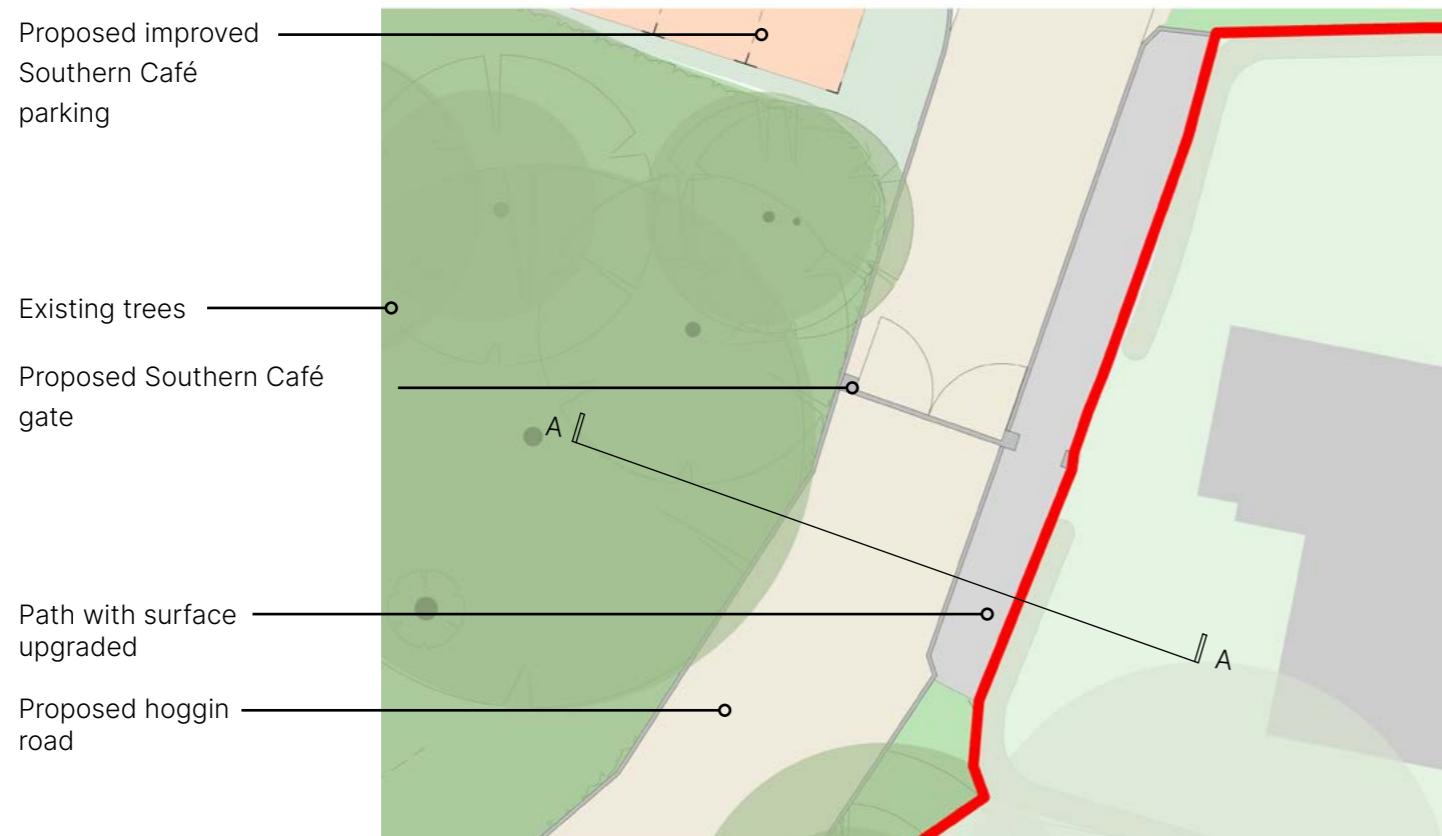 Proposed improved
Southern Café
parking
Existing trees
Proposed Southern Café
gate
A
Path with surface
upgraded
A
Proposed hoggin
road